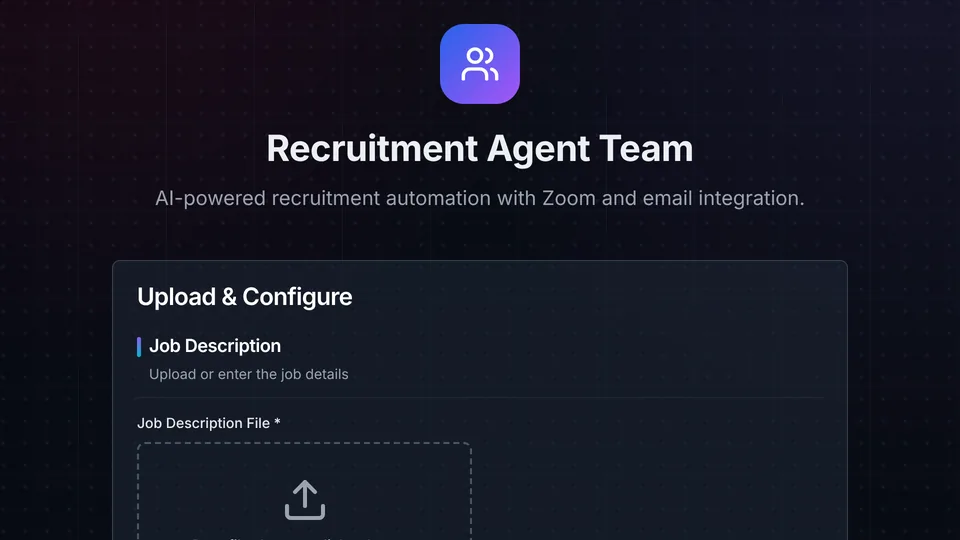 Recruitment Agent Team
AI-powered recruitment automation with Zoom and email integration.
Upload & Configure
Job Description
Upload or enter the job details
Job Description File *